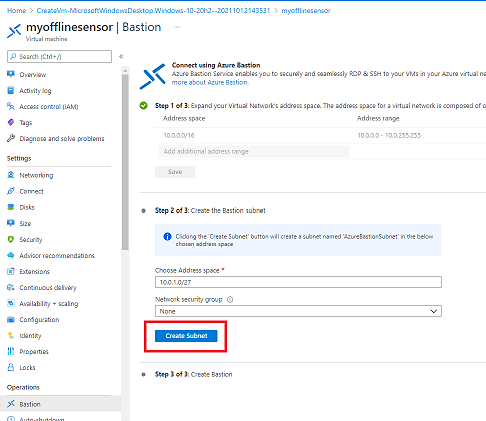 Home > CreateVm-MicrosoftWindowsDesktop.Windows-10-20h2--20211012143531 > myofflinesensor
myofflinesensor | Bastion ...
Virtual machine
Search (Ctrl+/)
Overview
Activity log
Access control (IAM)
Tags
Diagnose and solve problems
Settings
Networking
Connect
Disks
Size
Security
Advisor recommendations
Extensions
Continuous delivery
Availability + scaling
Configuration
Identity
Properties
Locks
Operations
Bastion
Auto-shutdown
Connect using Azure Bastion
Azure Bastion Service enables you to securely and seamlessly RDP & SSH to your VMs in your Azure virtual net
more about Azure Bastion.
Step 1 of 3: Expand your Virtual Network's address space. The address space for a virtual network is composed of o
Address space Address range
10.0.0.0/16 10.0.0.0 - 10.0.255.255
Add additional address range
Save
Step 2 of 3: Create the Bastion subnet
Clicking the 'Create Subnet' button will create a subnet named 'AzureBastionSubnet' in the below
chosen address space
Choose Address space *
10.0.1.0/27
Network security group
None
Create Subnet
Step 3 of 3: Create Bastion